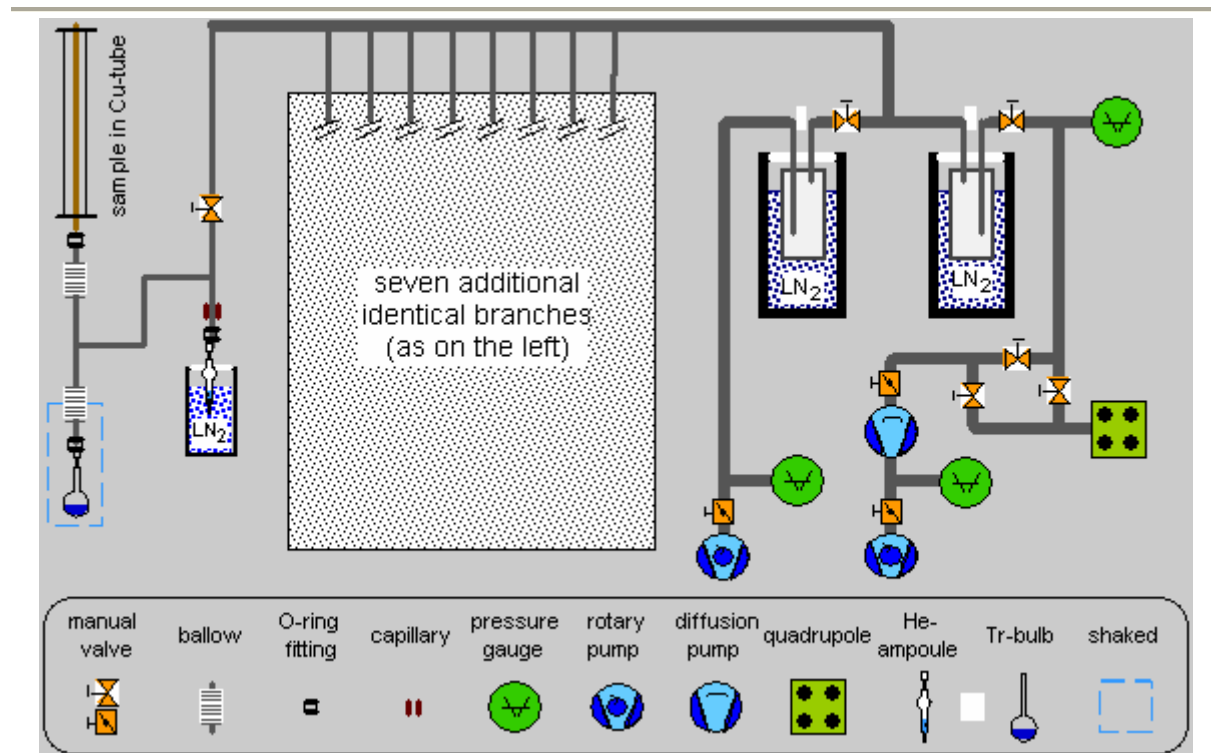 sample in Cu-tube
seven additional
identical branches
(as on the left)
LN2
LN2
LN2
manual
valve
ballow
O-ring
fitting
capillary
pressure
gauge
rotary
pump
diffusion
pump
quadrupole
He-
ampoule
Tr-bulb
shaked